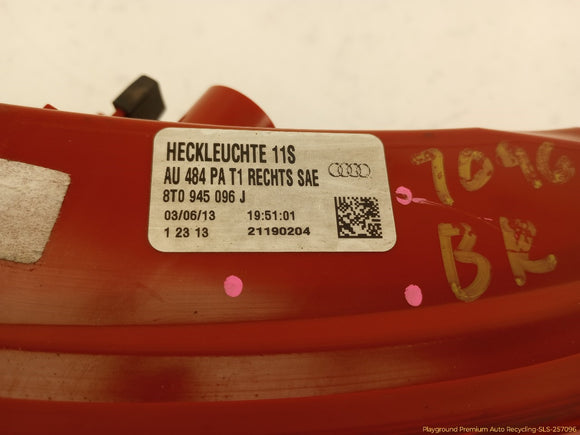 HECKLEUCHTE 11S
AU 484 PA T1 RECHTS SAE
8T0 945 096 J
03/06/13 19:51:01
1 23 13 21190204
7096
BR
Playground Premium Auto Recycling-SLS-257096